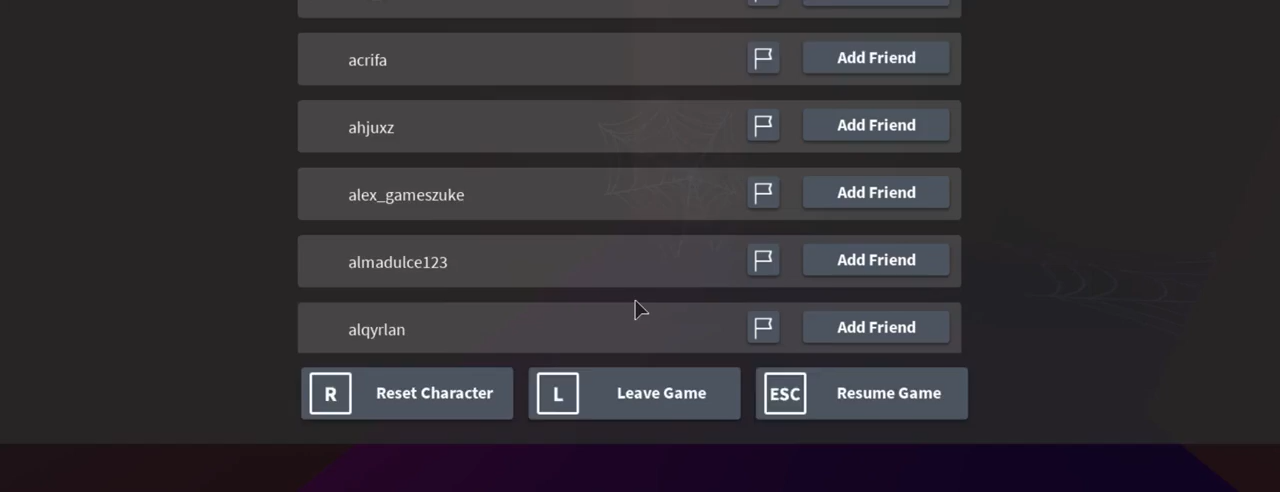 acrifa Add Friend
ahjuxz Add Friend
alex_gameszuke Add Friend
almadulce123 Add Friend
alqyrlan Add Friend
R Reset Character L Leave Game ESC Resume Game